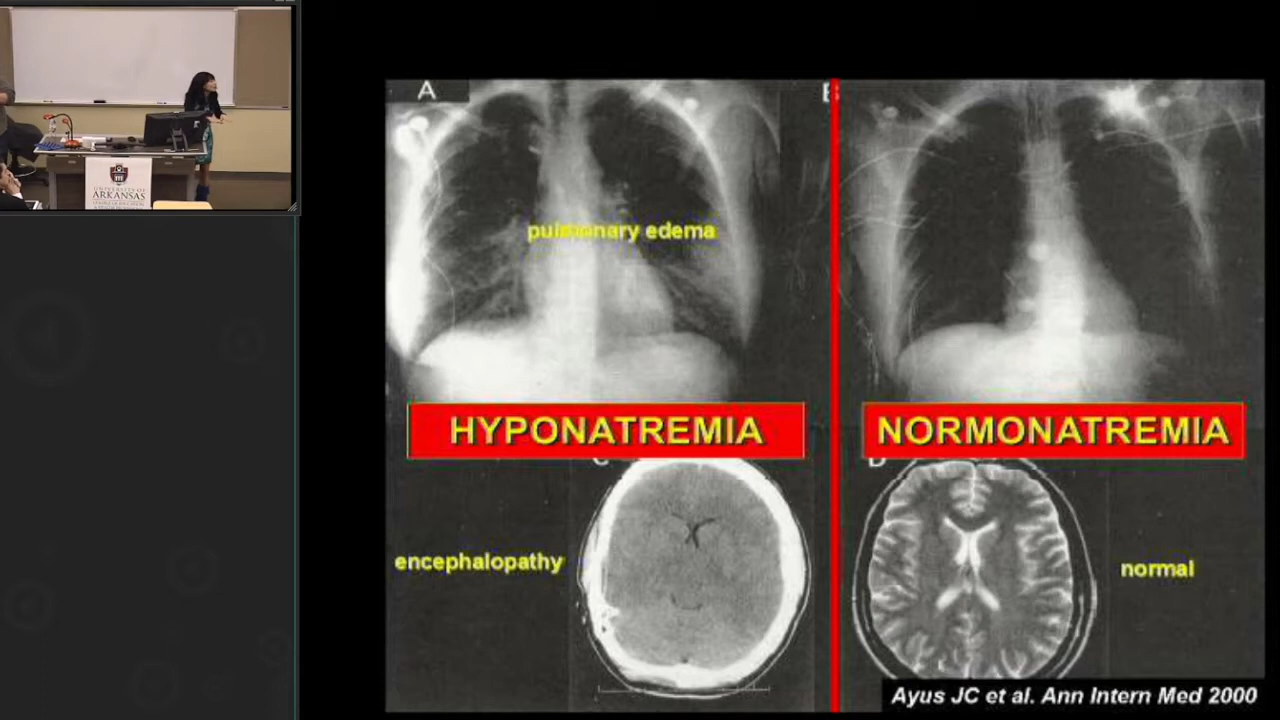 UNIVERSITY OF
ARKANSAS
A
B
pulmonary edema
HYPONATREMIA
NORMONATREMIA
C
D
encephalopathy
normal
Ayus JC et al. Ann Intern Med 2000